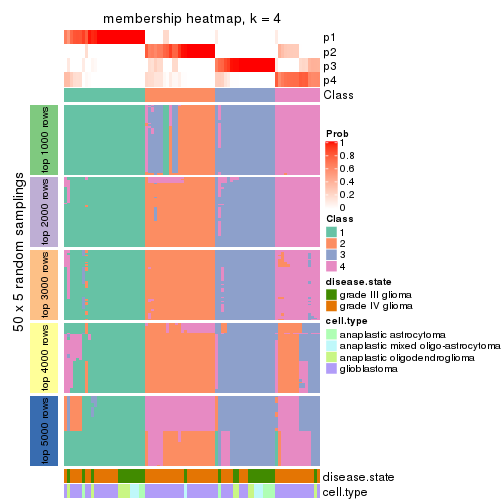 membership heatmap, k = 4
p1
p2
p3
p4
Class
50 x 5 random samplings
top 1000 rows
top 2000 rows
top 3000 rows
top 4000 rows
top 5000 rows
Prob
1
0.8
0.6
0.4
0.2
0
Class
1
2
3
4
disease.state
grade III glioma
grade IV glioma
cell.type
anaplastic astrocytoma
anaplastic mixed oligo-astrocytoma
anaplastic oligodendroglioma
glioblastoma
disease.state
cell.type